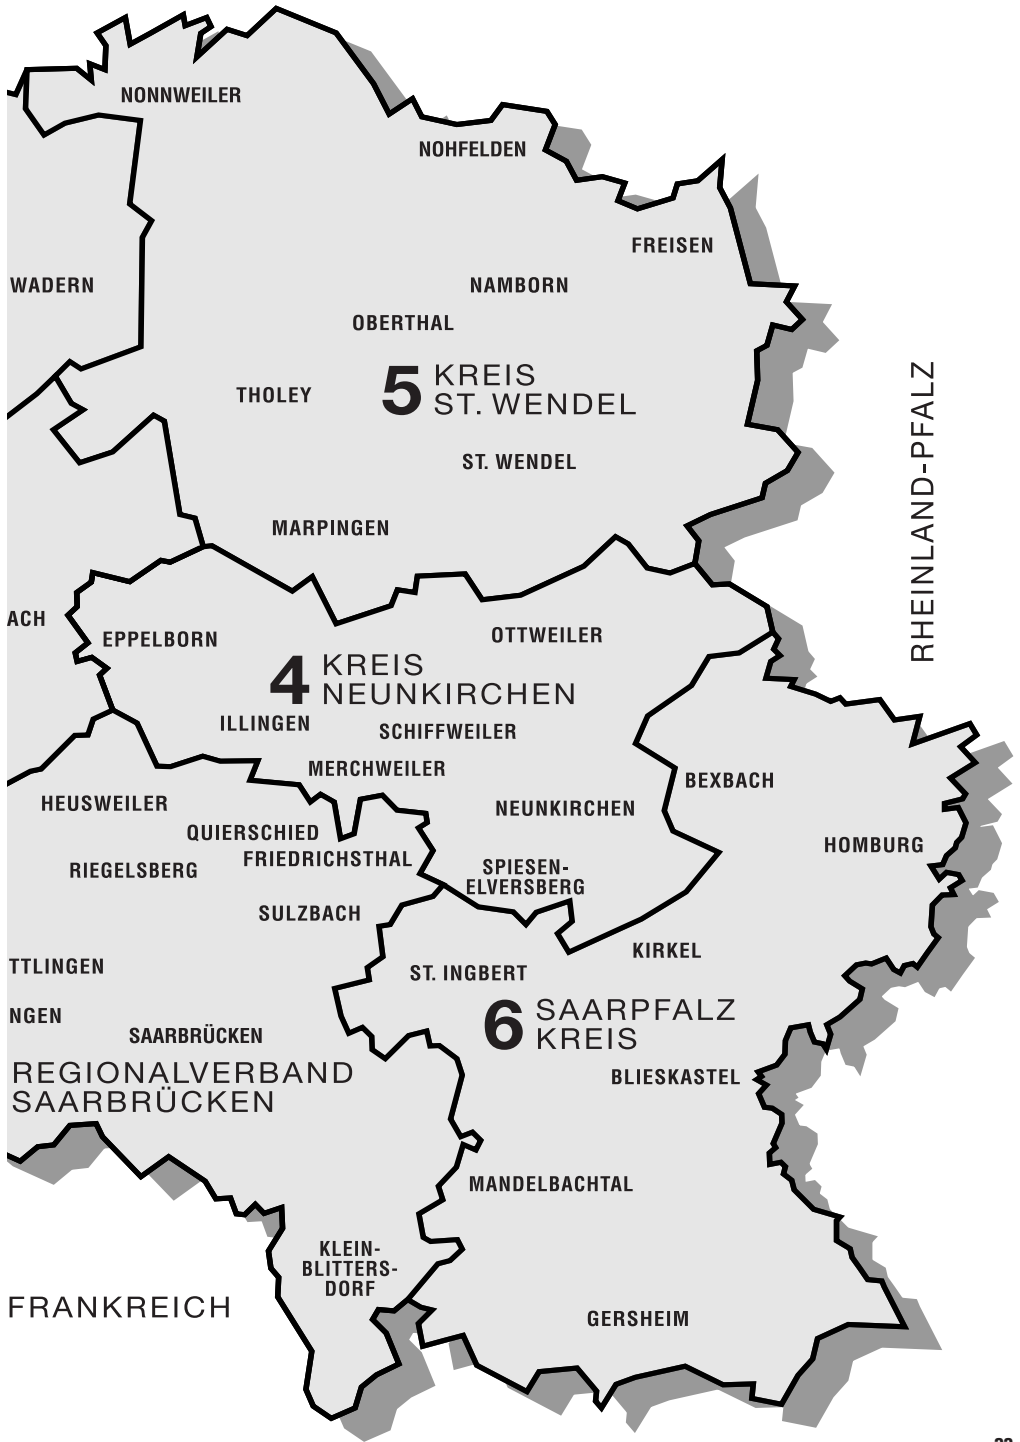 NONNWEILER
NOHFELDEN
FREISEN
WADERN
NAMBORN
OBERTHAL
THOLEY
5 KREIS
ST. WENDEL
RHEINLAND-PFALZ
ST. WENDEL
MARPINGEN
ACH
EPPELBORN
OTTWEILER
4 KREIS
NEUNKIRCHEN
ILLINGEN
SCHIFFWEILER
MERCHWEILER
BEXBACH
HEUSWEILER
NEUNKIRCHEN
QUIERSCHIED
HOMBURG
FRIEDRICHSTHAL
RIEGELSBERG
SPIESEN-
ELVERSBERG
SULZBACH
KIRKEL
TTLINGEN
ST. INGBERT
NGEN
6 SAARPFALZ
KREIS
SAARBRÜCKEN
REGIONALVERBAND
SAARBRÜCKEN
BLIESKASTEL
MANDELBACHTAL
KLEIN-
BLITTERS-
DORF
FRANKREICH
GERSHEIM